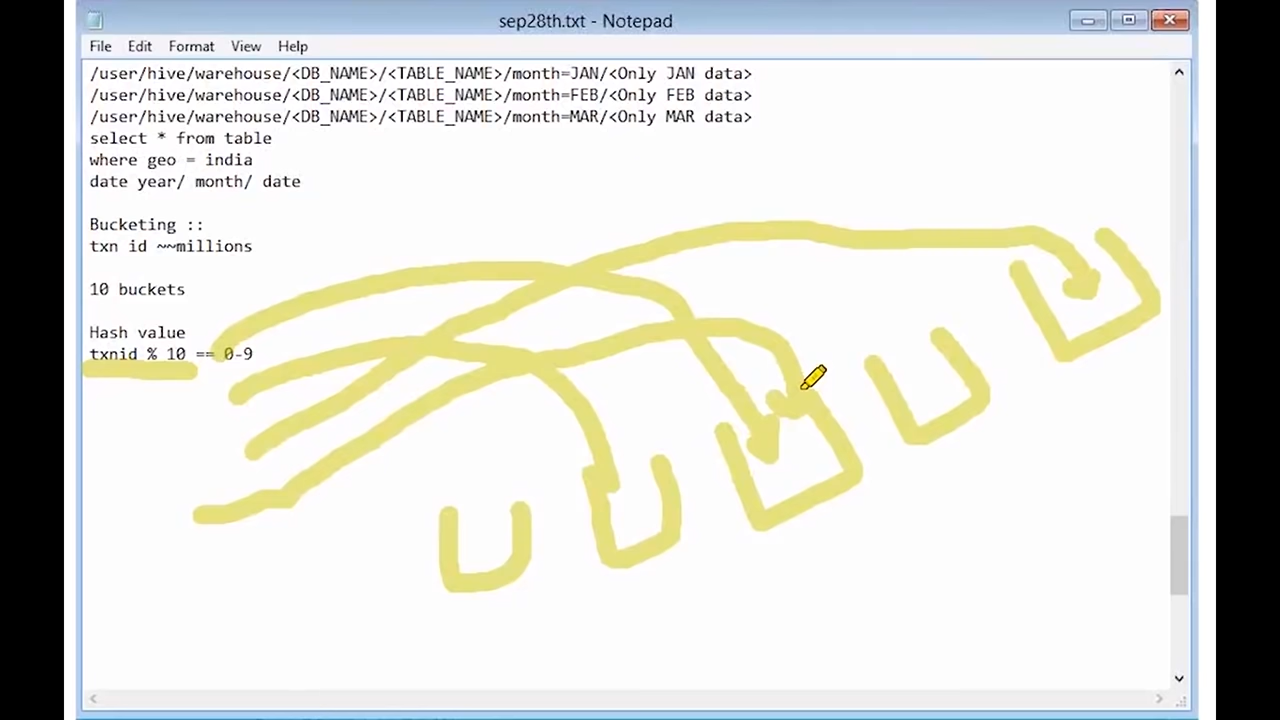 sep28th.txt - Notepad
File Edit Format View Help
/user/hive/warehouse/<DB_NAME>/<TABLE_NAME>/month=JAN/<Only JAN data>
/user/hive/warehouse/<DB_NAME>/<TABLE_NAME>/month=FEB/<Only FEB data>
/user/hive/warehouse/<DB_NAME>/<TABLE_NAME>/month=MAR/<Only MAR data>
select * from table
where geo = india
date year/ month/ date
Bucketing ::
txn id ~~millions
10 buckets
Hash value
txnid % 10 == 0-9